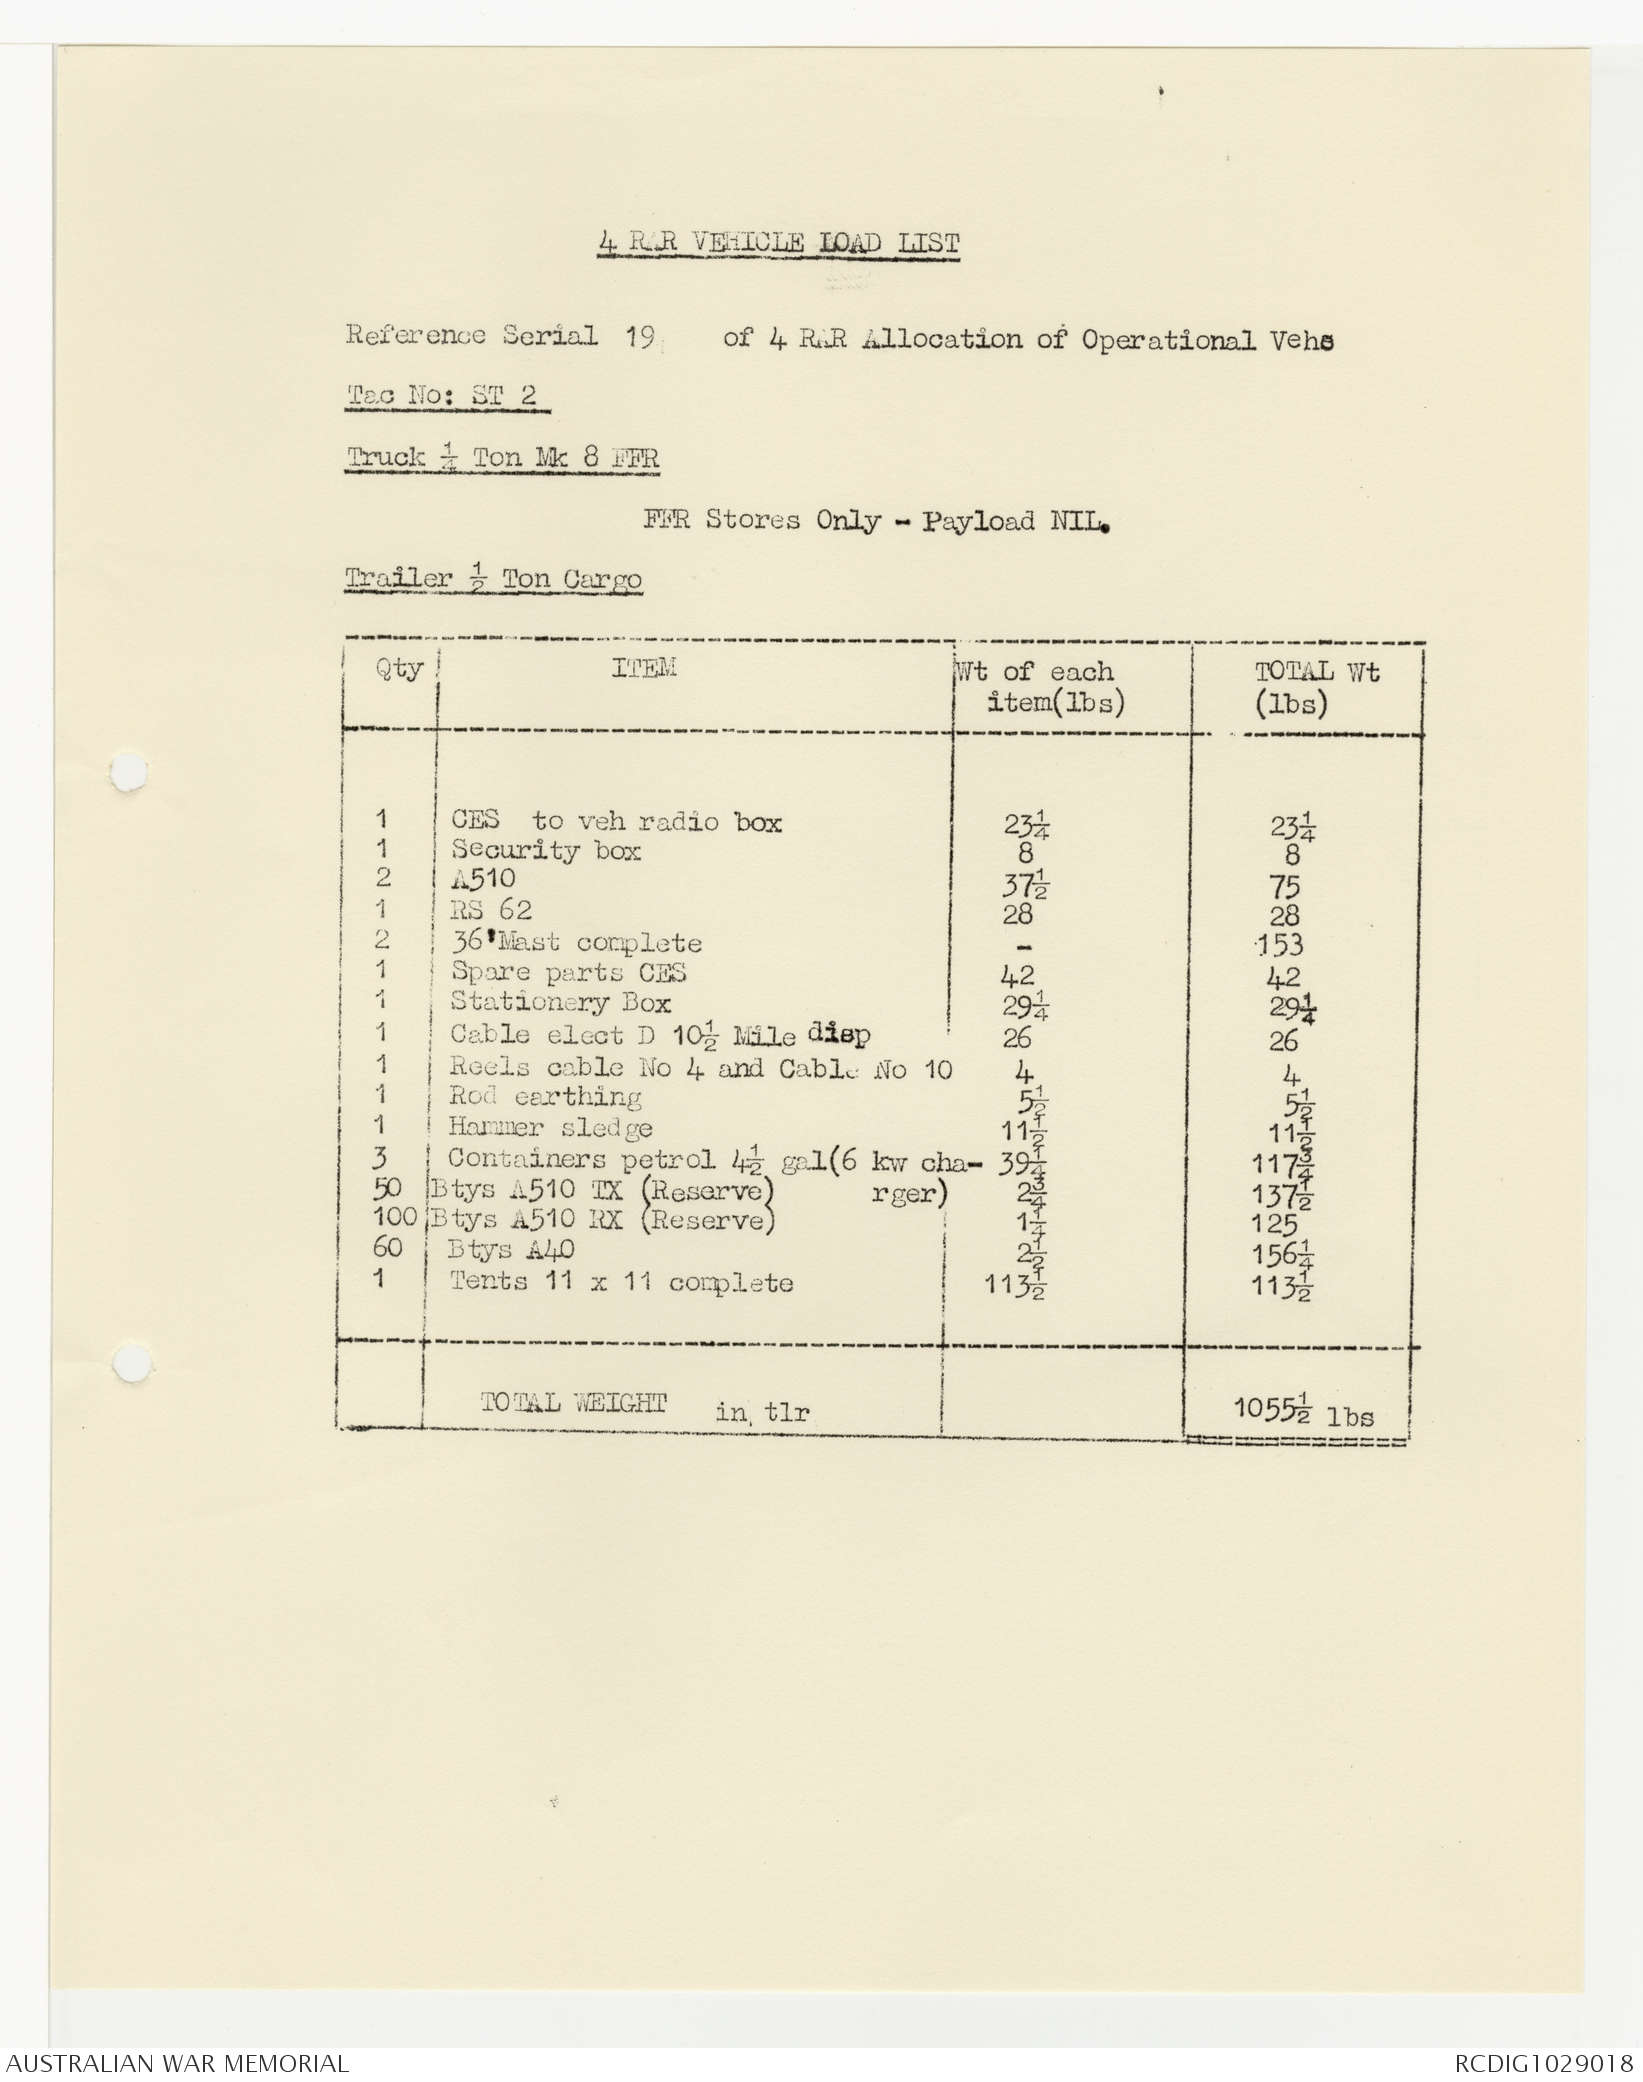 4 RAR VEHICLE LOAD LIST
Reference Serial 19 of 4 RAR Allocation of Operational Vehs
Tac No: ST 2
Truck ¼ Ton Mk 8 FFR
FFR Stores Only - Payload NIL.
Trailer ½ Ton Cargo
Qty ITEM Wt of each TOTAL Wt
item(lbs) (lbs)
1 CES to veh radio box 23¼ 23¼
1 Security box 8 8
2 A510 37½ 75
1 RS 62 28 28
2 36'Mast complete - 153
1 Spare parts CES 42 42
1 Stationery Box 29¼ 29¼
1 Cable elect D 10½ Mile disp 26 26
1 Reels cable No 4 and Cable No 10 4 4
1 Rod earthing 5½ 5½
1 Hammer sledge 11½ 11½
3 Containers petrol 4½ gal(6 kw cha- 39¼ 117¾
50 Btys A510 TX (Reserve) rger) 2¾ 137½
100 Btys A510 RX (Reserve) 1¼ 125
60 Btys A40 2½ 156¼
1 Tents 11 x 11 complete 113½ 113½
TOTAL WEIGHT in tlr 1055½ lbs
AUSTRALIAN WAR MEMORIAL RCDIG1029018